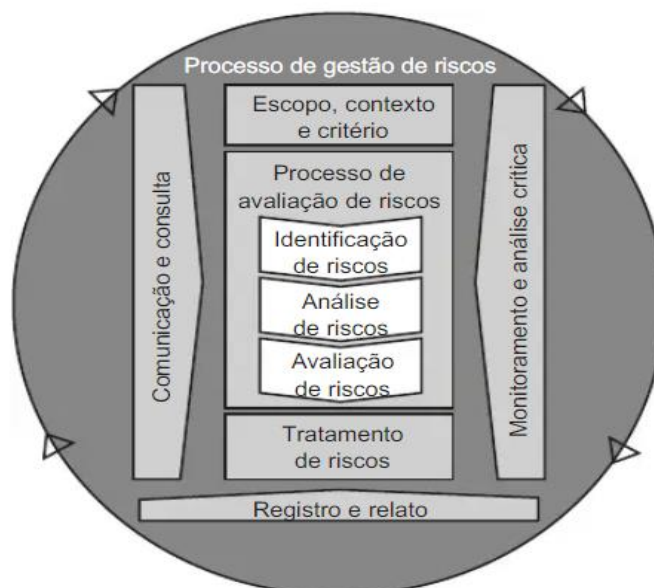 Processo de gestão de riscos
Escopo, contexto
e critério
Comunicação e consulta
Processo de
avaliação de riscos
Identificação
de riscos
Análise
de riscos
Avaliação
de riscos
Tratamento
de riscos
Monitoramento e análise crítica
Registro e relato